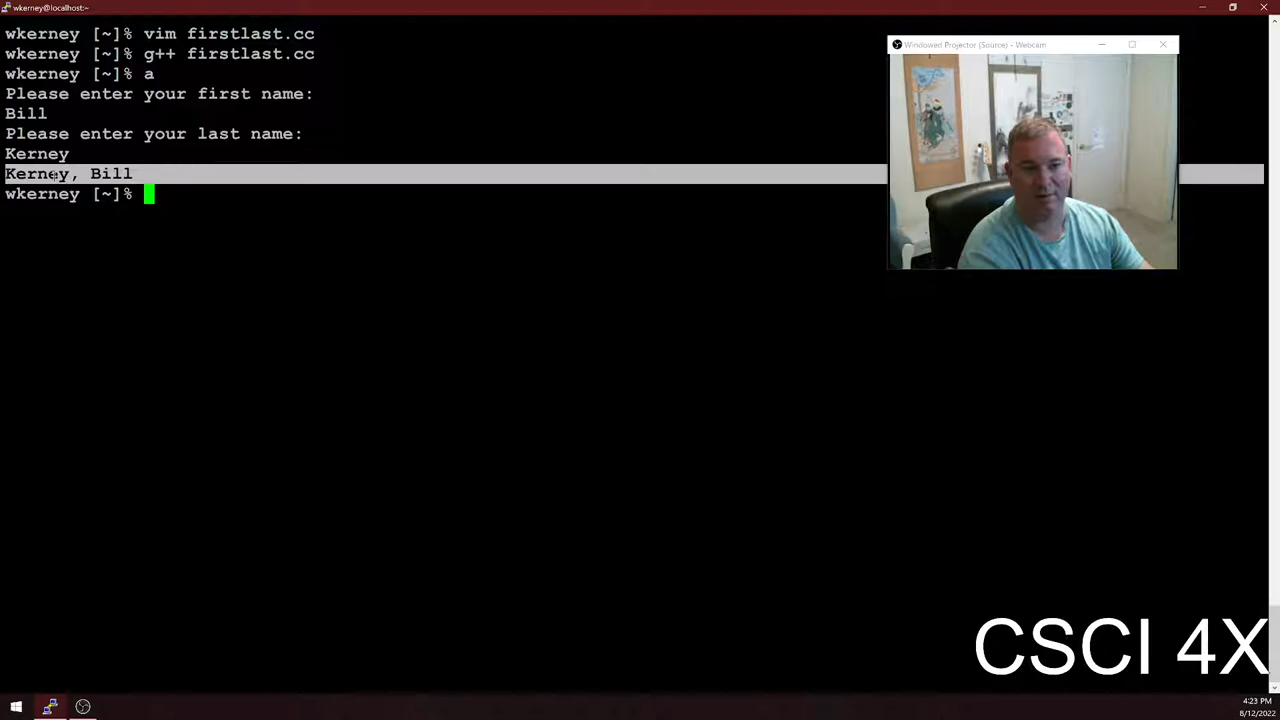 wkerney@localhost:~
wkerney [~]% vim firstlast.cc
wkerney [~]% g++ firstlast.cc
wkerney [~]% a
Please enter your first name:
Bill
Please enter your last name:
Kerney
Kerney, Bill
wkerney [~]%
Windowed Projector (Source) - Webcam
CSCI 4X
4:23 PM
8/12/2022